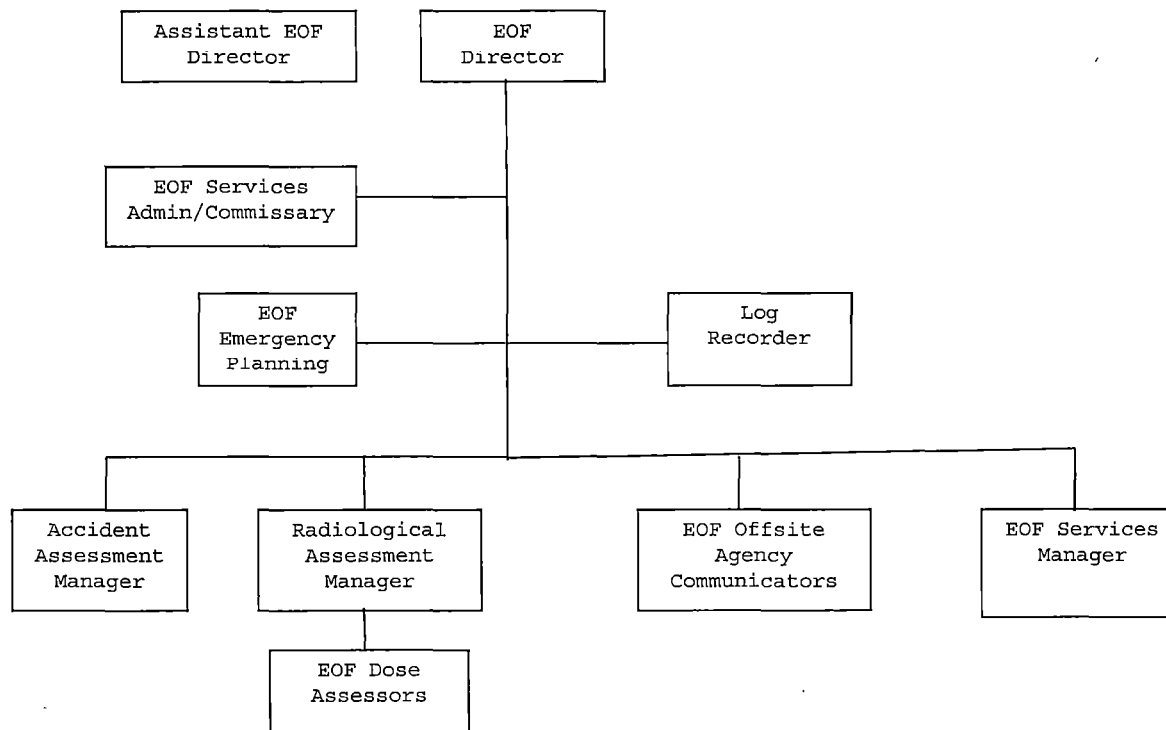 Assistant EOF
Director
EOF
Director
EOF Services
Admin/Commissary
EOF
Emergency
Planning
Log
Recorder
Accident
Assessment
Manager
Radiological
Assessment
Manager
EOF Offsite
Agency
Communicators
EOF Services
Manager
EOF Dose
Assessors